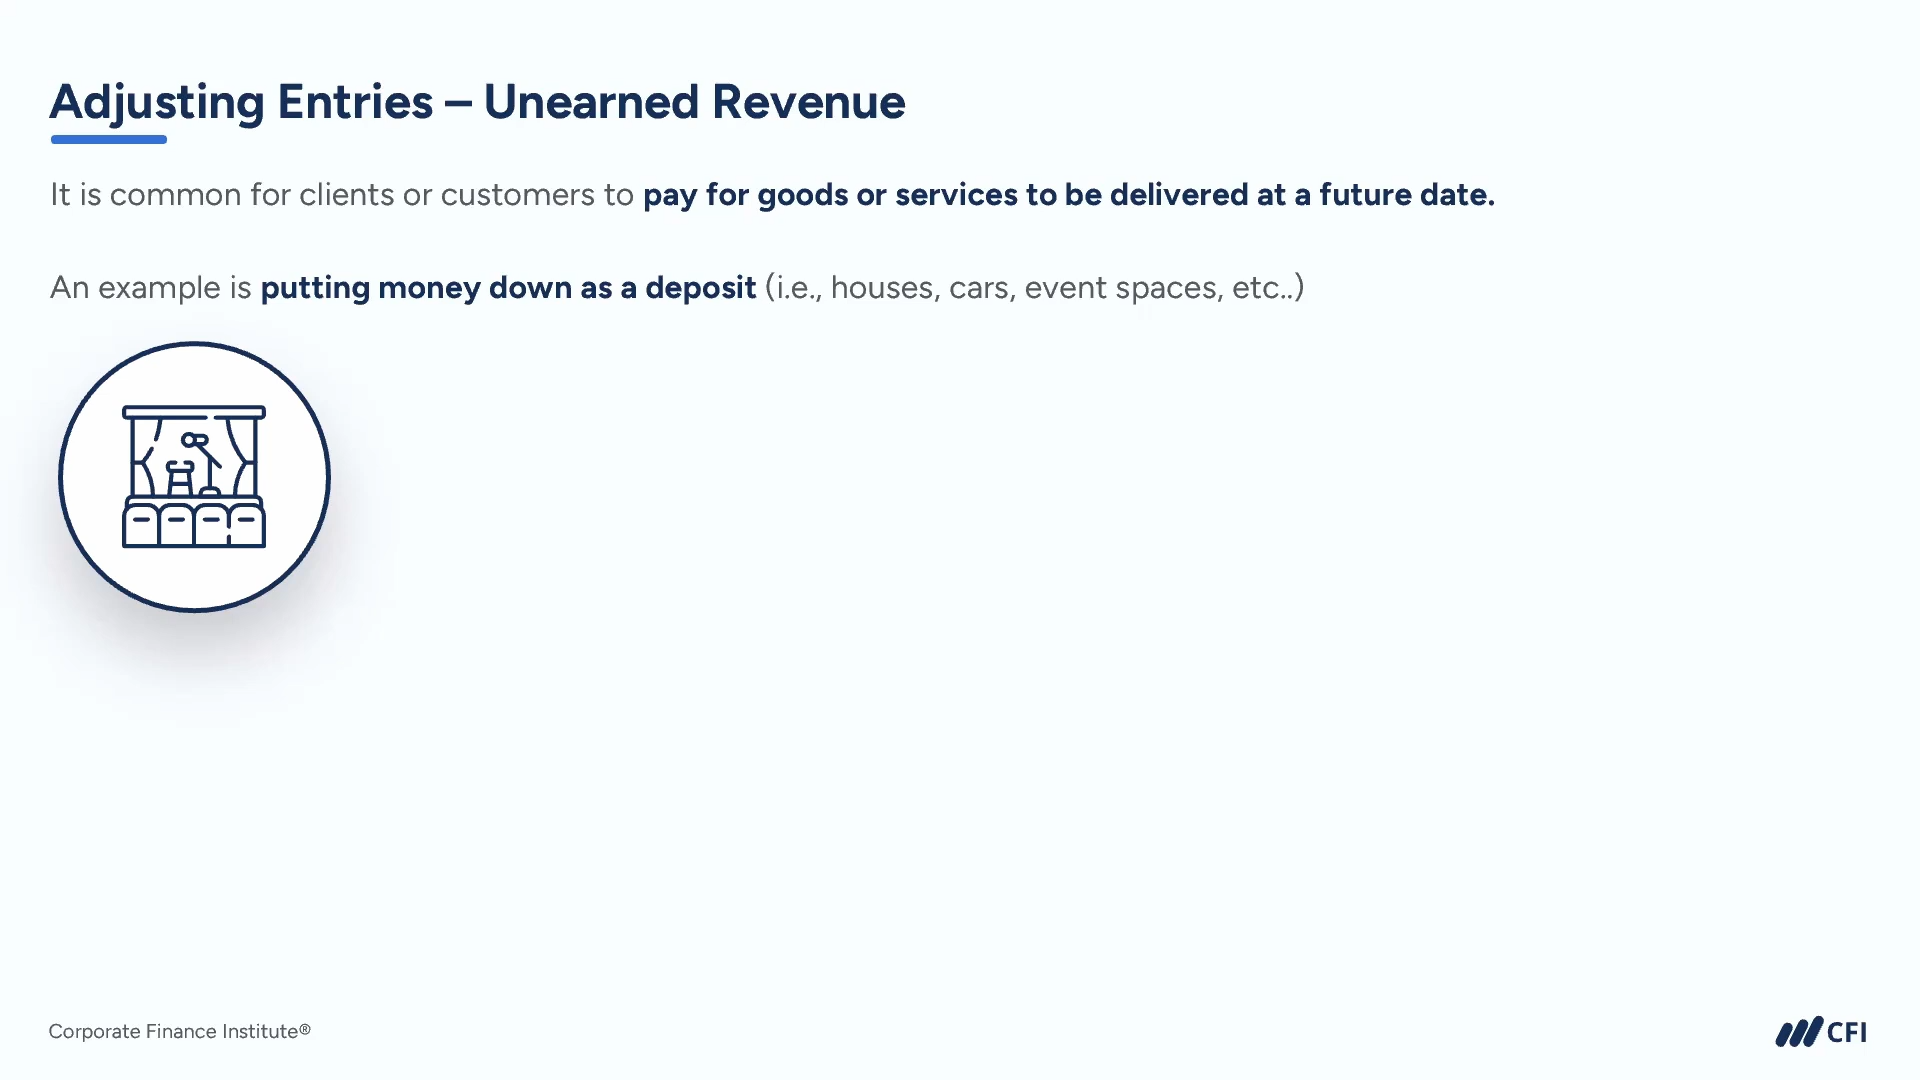 Adjusting Entries – Unearned Revenue
It is common for clients or customers to pay for goods or services to be delivered at a future date.
An example is putting money down as a deposit (i.e., houses, cars, event spaces, etc..)
Corporate Finance Institute®
CFI